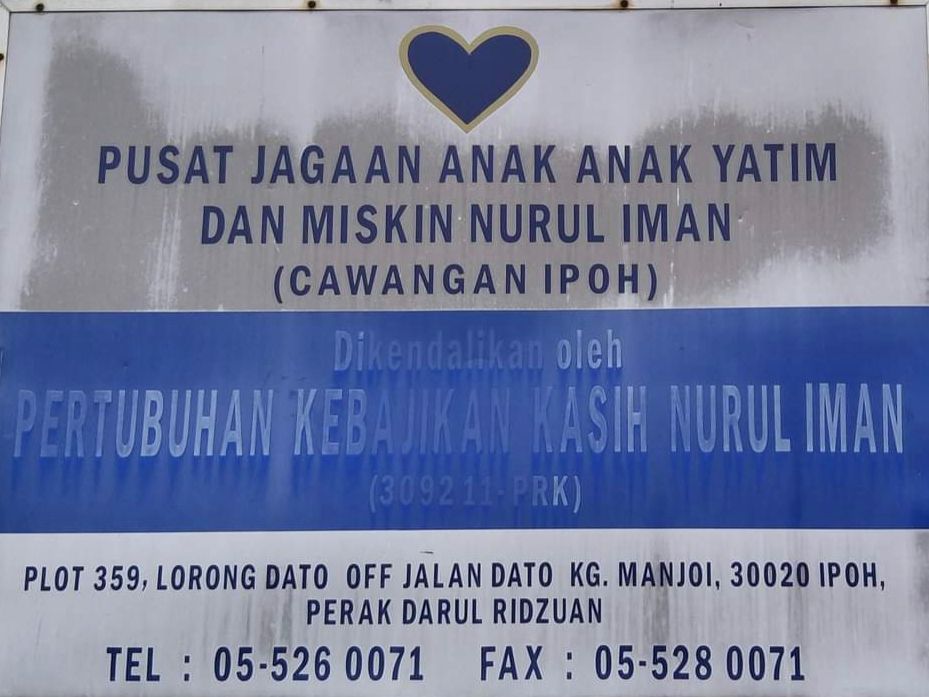 PUSAT JAGAAN ANAK ANAK YATIM
DAN MISKIN NURUL IMAN
(CAWANGAN IPOH)
Dikendalikan oleh
PERTUBUHAN KEBAJIKAN KASIH NURUL IMAN
(3092 11-PRK)
PLOT 359, LORONG DATO OFF JALAN DATO KG. MANJOI, 30020 IPOH,
PERAK DARUL RIDZUAN
TEL : 05-526 0071 FAX : 05-528 0071